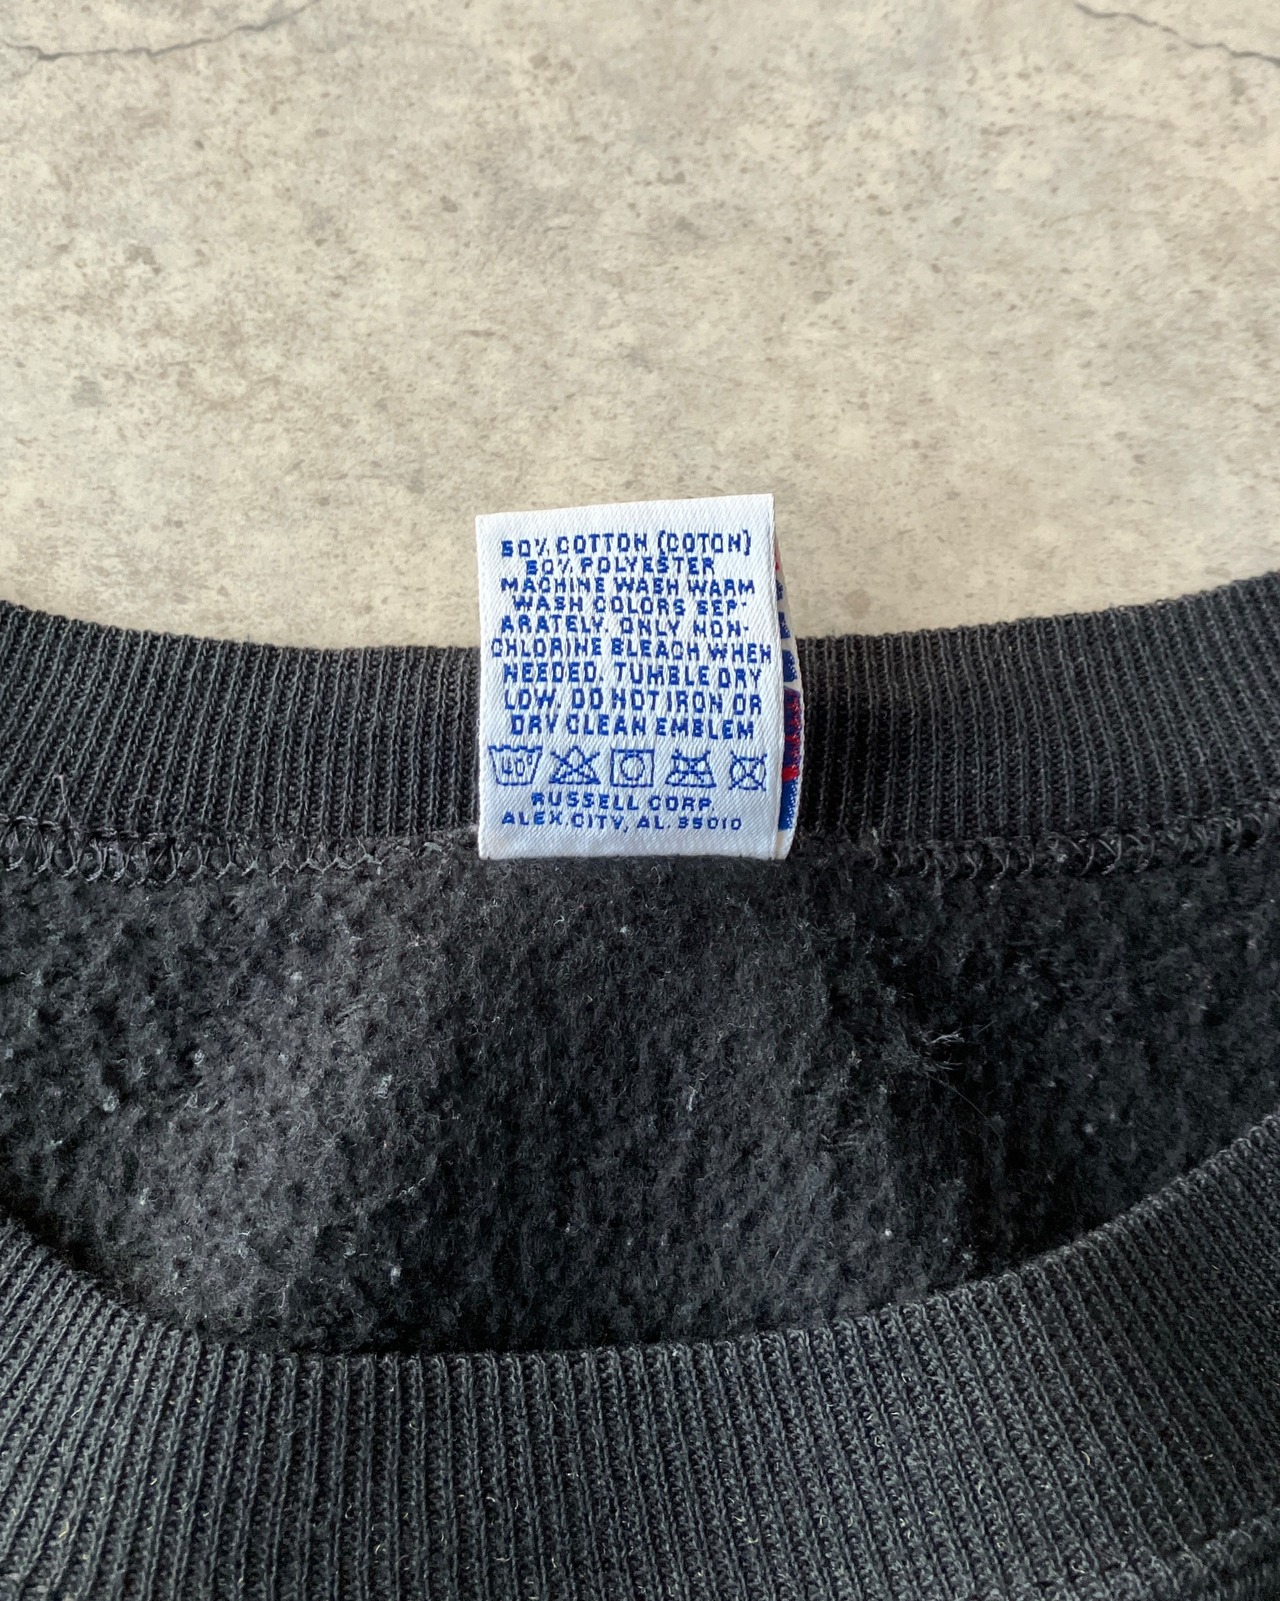 50% COTTON (COTON)
50% POLYESTER
MACHINE WASH WARM
WASH COLORS SEP-
ARATELY. ONLY NON-
CHLORINE BLEACH WHEN
NEEDED. TUMBLE DRY
LOW. DO NOT IRON OR
DRY CLEAN EMBLEM
40°
RUSSELL CORP.
ALEX.CITY, AL. 35010